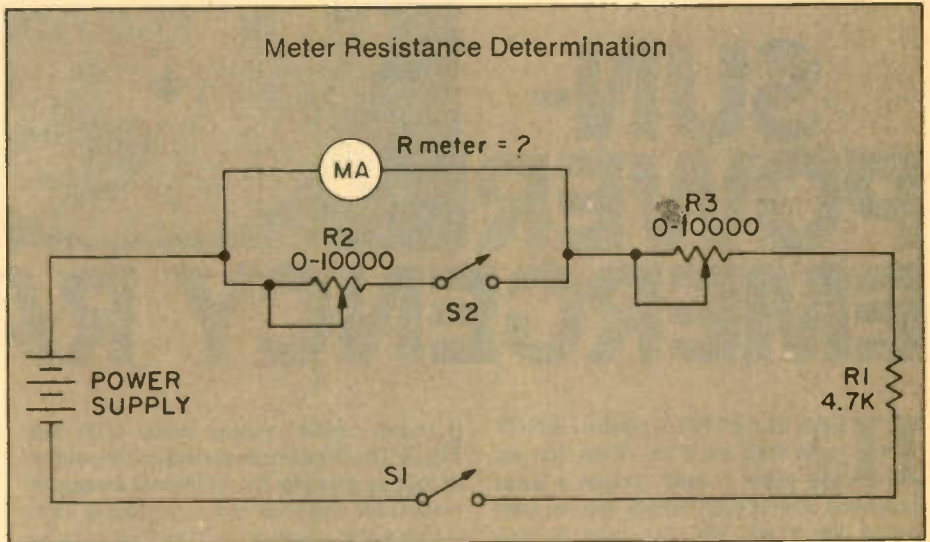 Meter Resistance Determination
R meter = ?
MA
R2
0-10000
S2
R3
0-10000
POWER
SUPPLY
R1
4.7K
S1